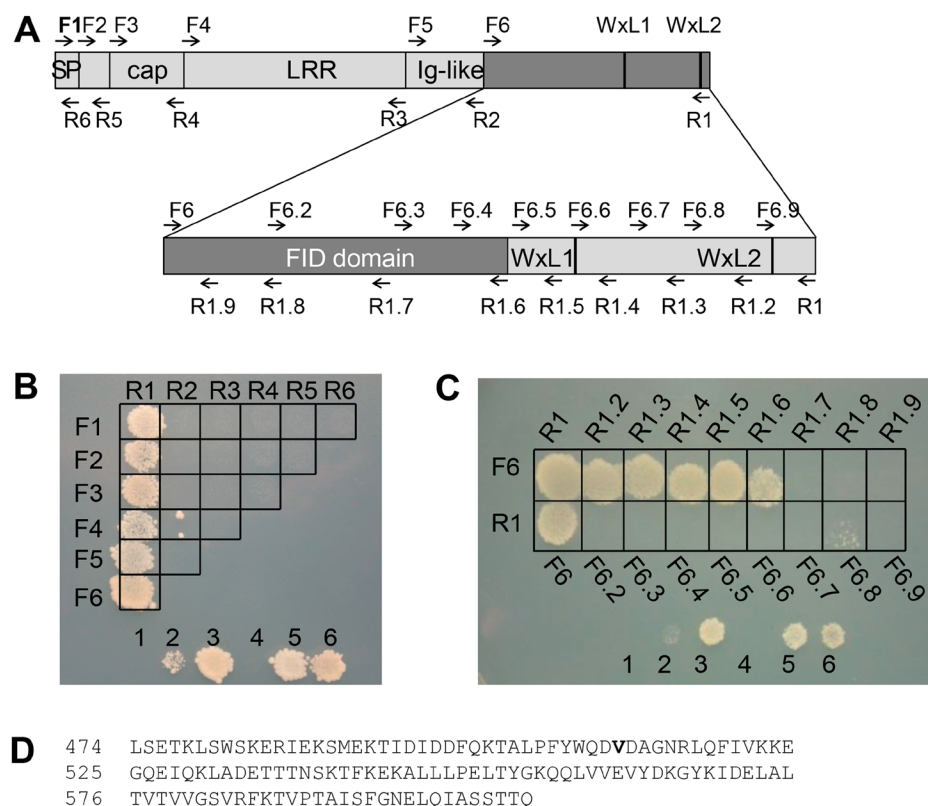 A
F1 F2 F3 F4 F5 F6 WxL1 WxL2
SP cap LRR Ig-like
R6 R5 R4 R3 R2 R1
F6 F6.2 F6.3 F6.4 F6.5 F6.6 F6.7 F6.8 F6.9
FID domain WxL1 WxL2
R1.9 R1.8 R1.7 R1.6 R1.5 R1.4 R1.3 R1.2 R1
B
R1 R2 R3 R4 R5 R6
F1
F2
F3
F4
F5
F6
1 2 3 4 5 6
C
R1 R1.2 R1.3 R1.4 R1.5 R1.6 R1.7 R1.8 R1.9
F6
R1
F6 F6.2 F6.3 F6.4 F6.5 F6.6 F6.7 F6.8 F6.9
1 2 3 4 5 6
D
474 LSETKLSWSKERIEKSMEKTIDIDDFQKTALPFYWQDVDAGNRLQFIVKKE
525 GQEIQKLADETTTNSKTFKEKALLLPELTYGKQQLVVEVYDKGYKIDELAL
576 TVTVVGSVRFKTVPTAISFGNELQIASSTTQ